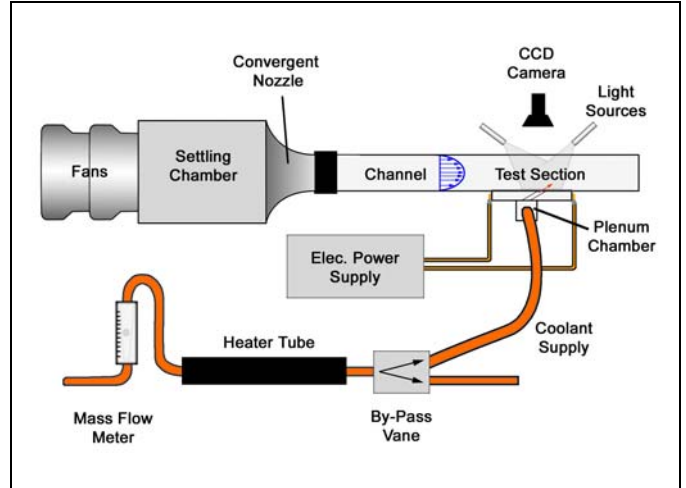 CCD
Camera
Convergent
Nozzle
Light
Sources
Fans
Settling
Chamber
Channel
Test Section
Plenum
Chamber
Elec. Power
Supply
Heater Tube
Coolant
Supply
Mass Flow
Meter
By-Pass
Vane